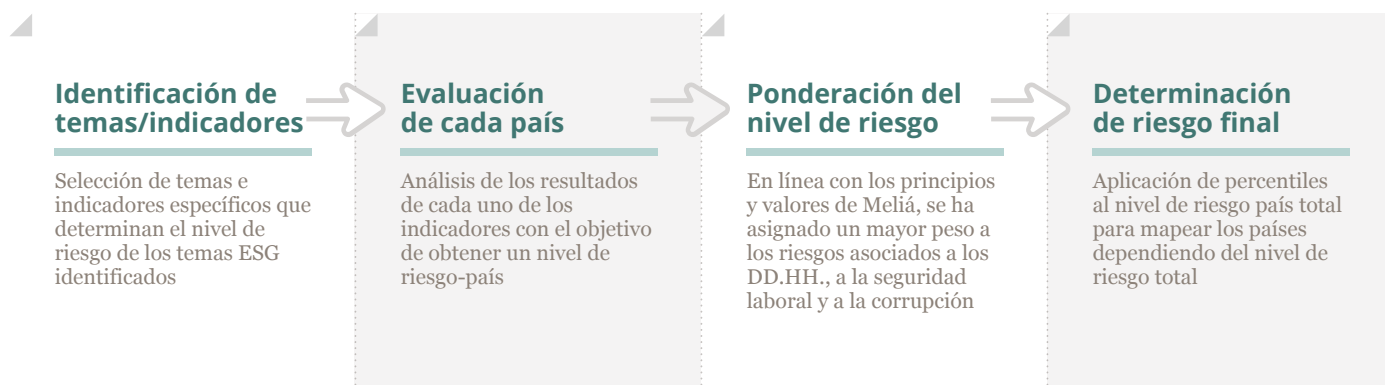 Identificación de
temas/indicadores
Selección de temas e
indicadores específicos que
determinan el nivel de
riesgo de los temas ESG
identificados
Evaluación
de cada país
Análisis de los resultados
de cada uno de los
indicadores con el objetivo
de obtener un nivel de
riesgo-país
Ponderación del
nivel de riesgo
En línea con los principios
y valores de Meliá, se ha
asignado un mayor peso a
los riesgos asociados a los
DD.HH., a la seguridad
laboral y a la corrupción
Determinación
de riesgo final
Aplicación de percentiles
al nivel de riesgo país total
para mapear los países
dependiendo del nivel de
riesgo total